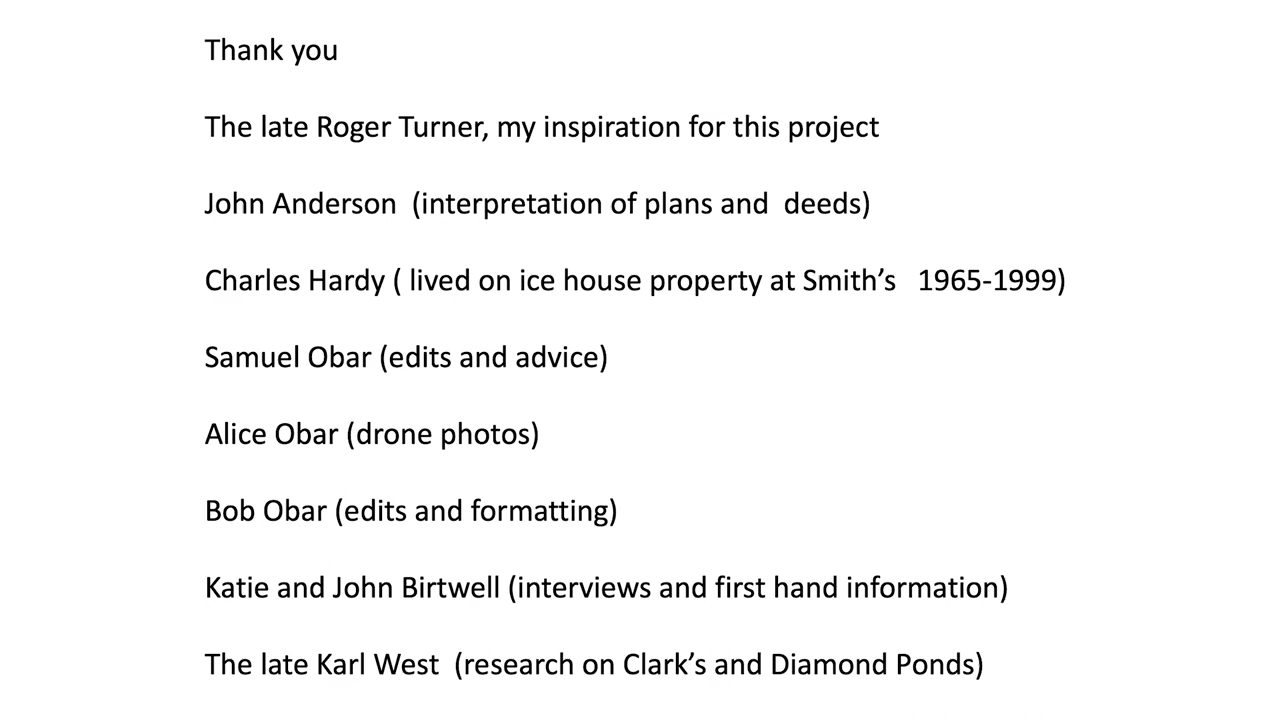 Thank you
The late Roger Turner, my inspiration for this project
John Anderson  (interpretation of plans and  deeds)
Charles Hardy ( lived on ice house property at Smith’s   1965-1999)
Samuel Obar (edits and advice)
Alice Obar (drone photos)
Bob Obar (edits and formatting)
Katie and John Birtwell (interviews and first hand information)
The late Karl West  (research on Clark’s and Diamond Ponds)